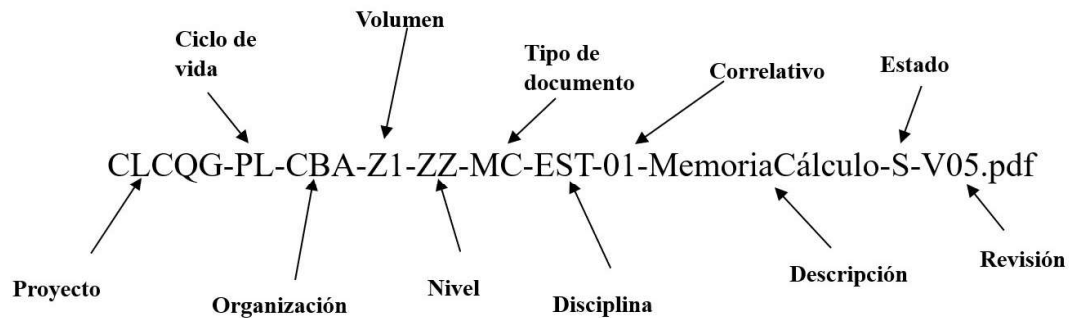 Volumen
Ciclo de
vida
Tipo de
documento
Correlativo
Estado
CLCQG-PL-CBA-Z1-ZZ-MC-EST-01-MemoriaCálculo-S-V05.pdf
Proyecto
Organización
Nivel
Disciplina
Descripción
Revisión